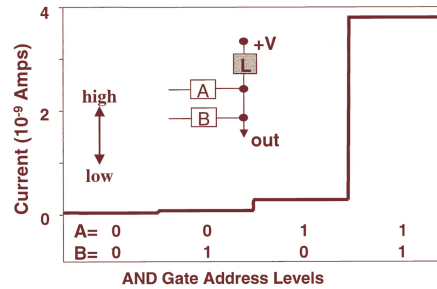 Current (10⁻⁹ Amps)
4
2
0
high
low
+V
L
A
B
out
A= 0 0 1 1
B= 0 1 0 1
AND Gate Address Levels